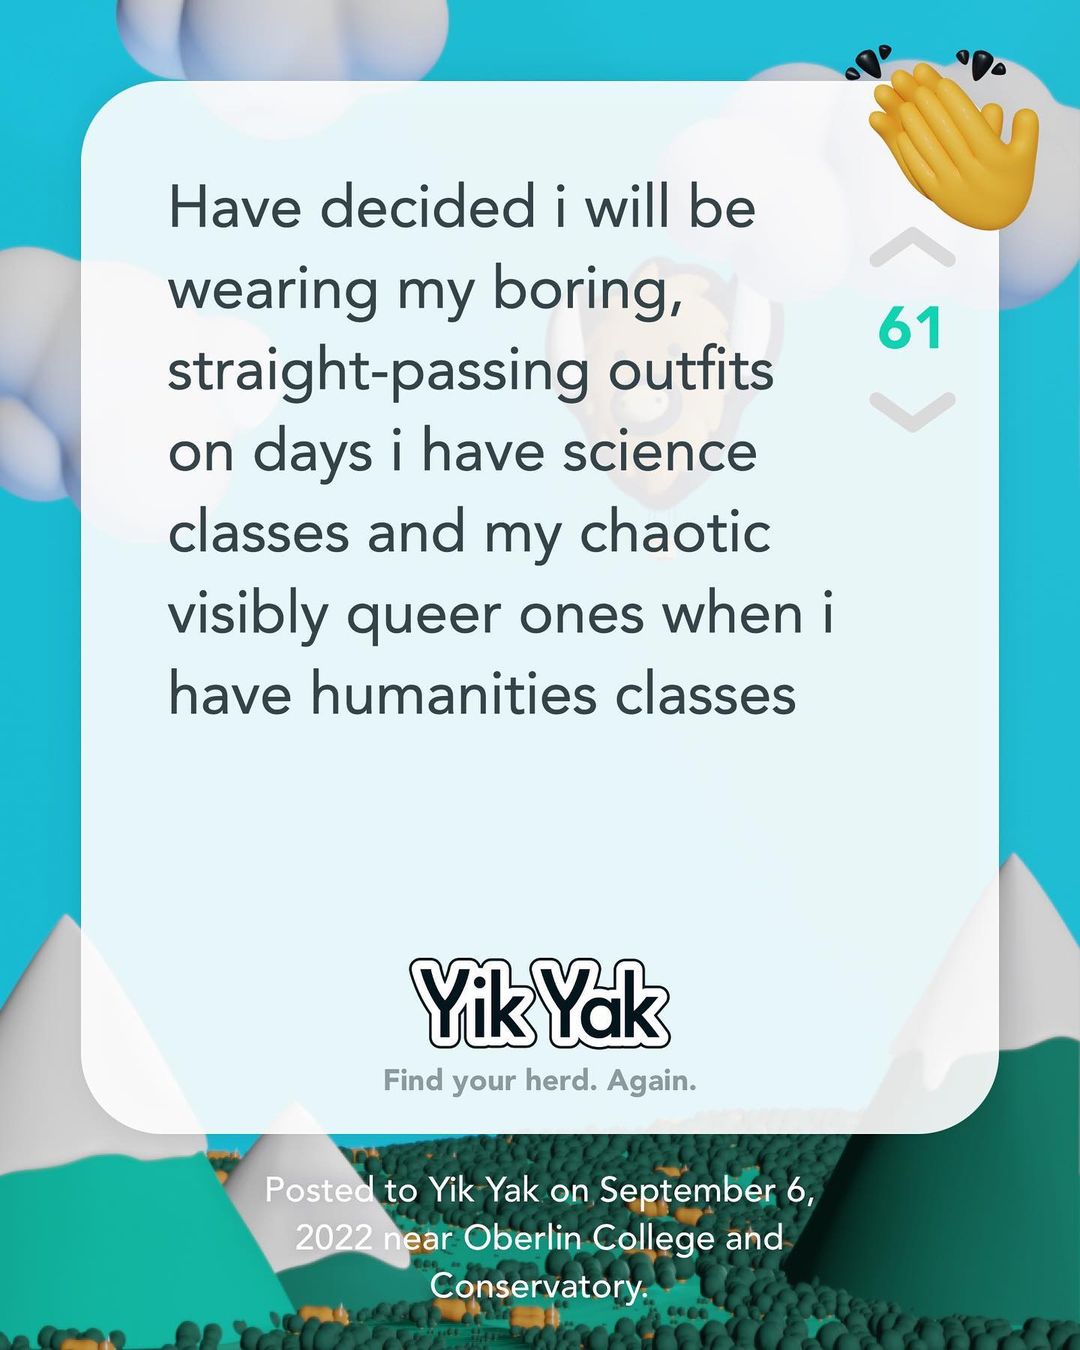 Have decided i will be
wearing my boring,
straight-passing outfits
on days i have science
classes and my chaotic
visibly queer ones when i
have humanities classes
61
Yik Yak
Find your herd. Again.
Posted to Yik Yak on September 6,
2022 near Oberlin College and
Conservatory.